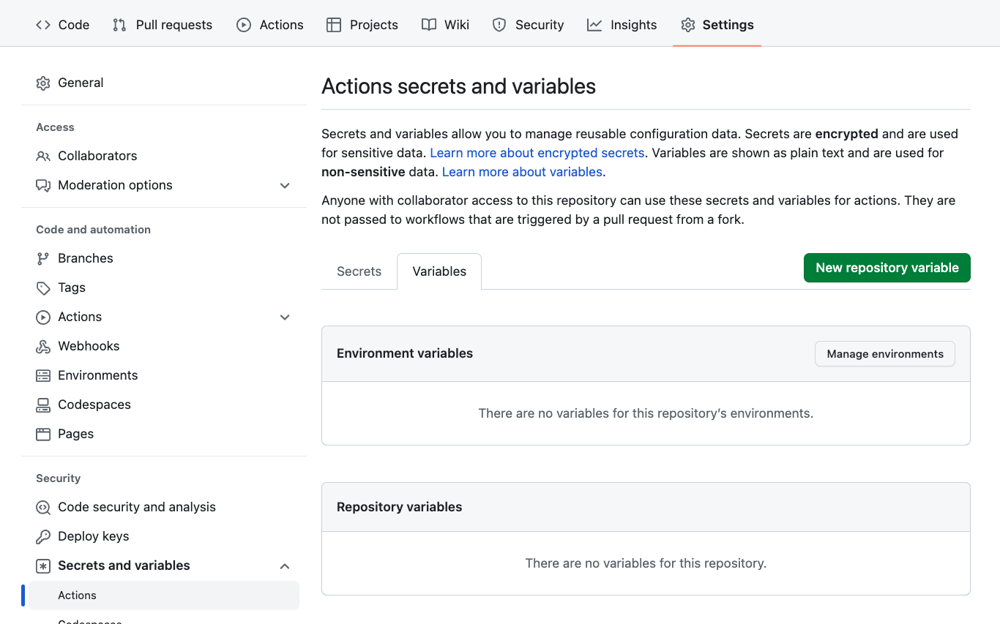 Code
Pull requests
Actions
Projects
Wiki
Security
Insights
Settings
General
Access
Collaborators
Moderation options
Code and automation
Branches
Tags
Actions
Webhooks
Environments
Codespaces
Pages
Security
Code security and analysis
Deploy keys
Secrets and variables
Actions
Codespaces
Actions secrets and variables
Secrets and variables allow you to manage reusable configuration data. Secrets are encrypted and are used
for sensitive data. Learn more about encrypted secrets. Variables are shown as plain text and are used for
non-sensitive data. Learn more about variables.
Anyone with collaborator access to this repository can use these secrets and variables for actions. They are
not passed to workflows that are triggered by a pull request from a fork.
Secrets
Variables
New repository variable
Environment variables
Manage environments
There are no variables for this repository’s environments.
Repository variables
There are no variables for this repository.